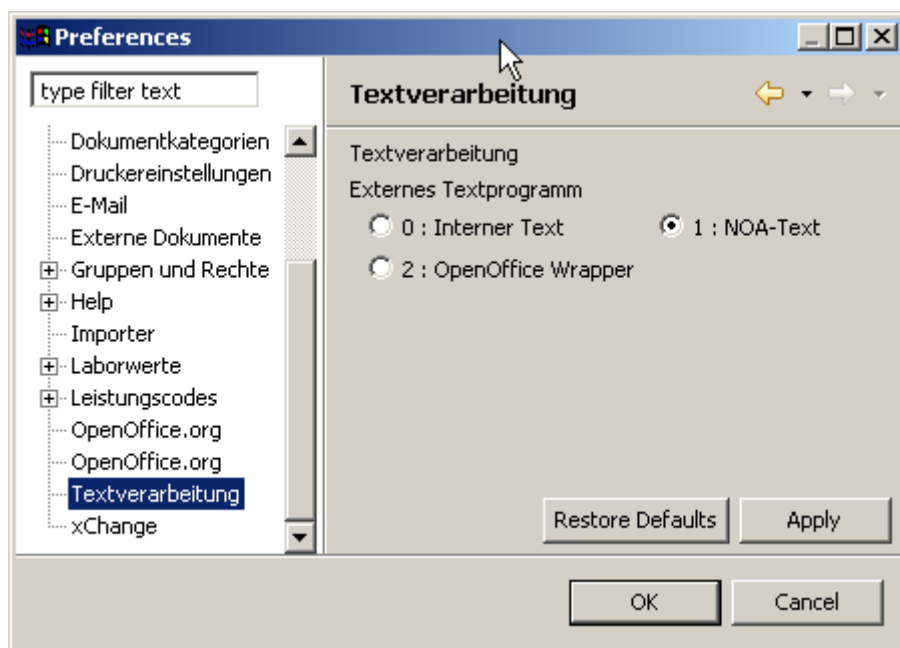 Preferences
type filter text
Dokumentkategorien
Druckereinstellungen
E-Mail
Externe Dokumente
Gruppen und Rechte
Help
Importer
Laborwerte
Leistungscodes
OpenOffice.org
OpenOffice.org
Textverarbeitung
xChange
Textverarbeitung
Textverarbeitung
Externes Textprogramm
0 : Interner Text
1 : NOA-Text
2 : OpenOffice Wrapper
Restore Defaults
Apply
OK
Cancel